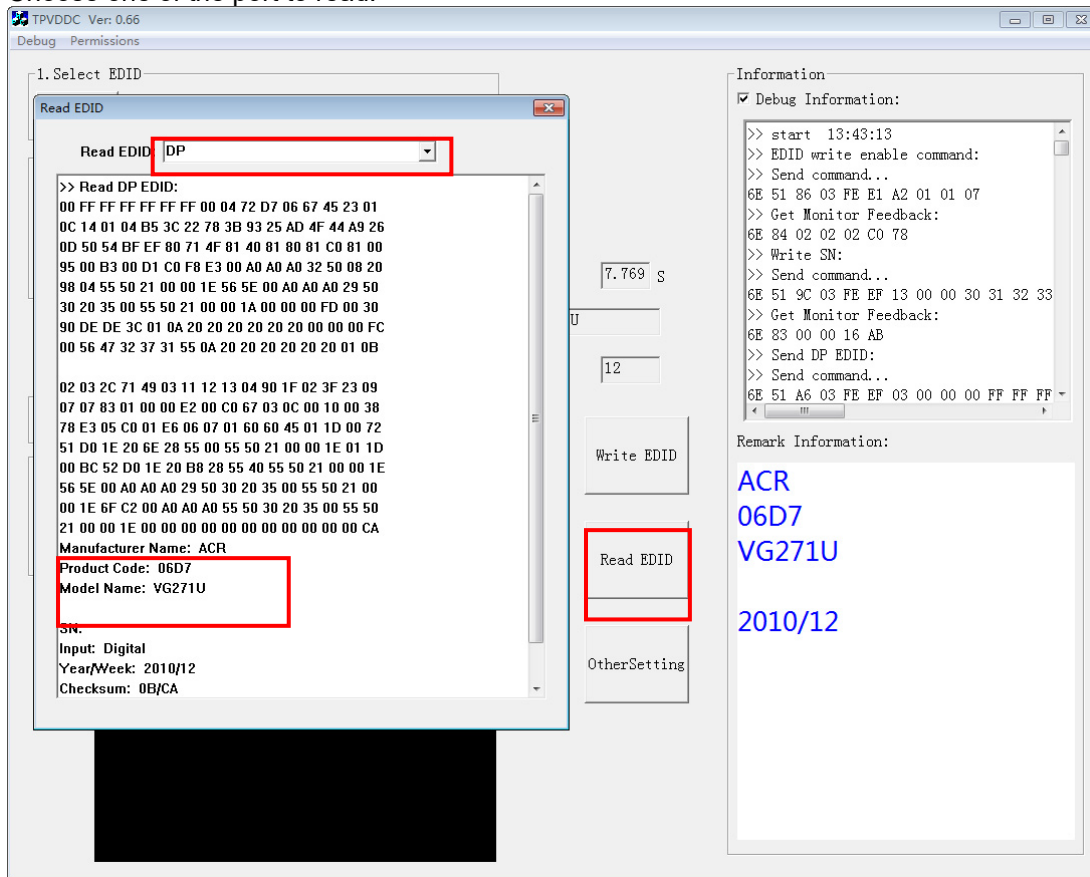 TPVDDC Ver: 0.66
Debug Permissions
1.Select EDID
Read EDID
Read EDID: DP
>> Read DP EDID:
00 FF FF FF FF FF FF 00 04 72 D7 06 67 45 23 01
0C 14 01 04 B5 3C 22 78 3B 93 25 AD 4F 44 A9 26
0D 50 54 BF EF 80 71 4F 81 40 81 80 81 C0 81 00
95 00 B3 00 D1 C0 F8 E3 00 A0 A0 A0 32 50 08 20
98 04 55 50 21 00 00 1E 56 5E 00 A0 A0 A0 29 50
30 20 35 00 55 50 21 00 00 1A 00 00 00 FD 00 30
90 DE DE 3C 01 0A 20 20 20 20 20 20 00 00 00 FC
00 56 47 32 37 31 55 0A 20 20 20 20 20 20 01 0B
02 03 2C 71 49 03 11 12 13 04 90 1F 02 3F 23 09
07 07 83 01 00 00 E2 00 C0 67 03 0C 00 10 00 38
78 E3 05 C0 01 E6 06 07 01 60 60 45 01 1D 00 72
51 D0 1E 20 6E 28 55 00 55 50 21 00 00 1E 01 1D
00 BC 52 D0 1E 20 B8 28 55 40 55 50 21 00 00 1E
56 5E 00 A0 A0 A0 29 50 30 20 35 00 55 50 21 00
00 1E 6F C2 00 A0 A0 A0 55 50 30 20 35 00 55 50
21 00 00 1E 00 00 00 00 00 00 00 00 00 00 00 CA
Manufacturer Name: ACR
Product Code: 06D7
Model Name: VG271U
SN:
Input: Digital
Year/Week: 2010/12
Checksum: 0B/CA
7.769 S
U
12
Write EDID
Read EDID
OtherSetting
Information
Debug Information:
>> start 13:43:13
>> EDID write enable command:
>> Send command...
6E 51 86 03 FE E1 A2 01 01 07
>> Get Monitor Feedback:
6E 84 02 02 02 C0 78
>> Write SN:
>> Send command...
6E 51 9C 03 FE EF 13 00 00 30 31 32 33
>> Get Monitor Feedback:
6E 83 00 00 16 AB
>> Send DP EDID:
>> Send command...
6E 51 A6 03 FE EF 03 00 00 00 FF FF FF
Remark Information:
ACR
06D7
VG271U
2010/12